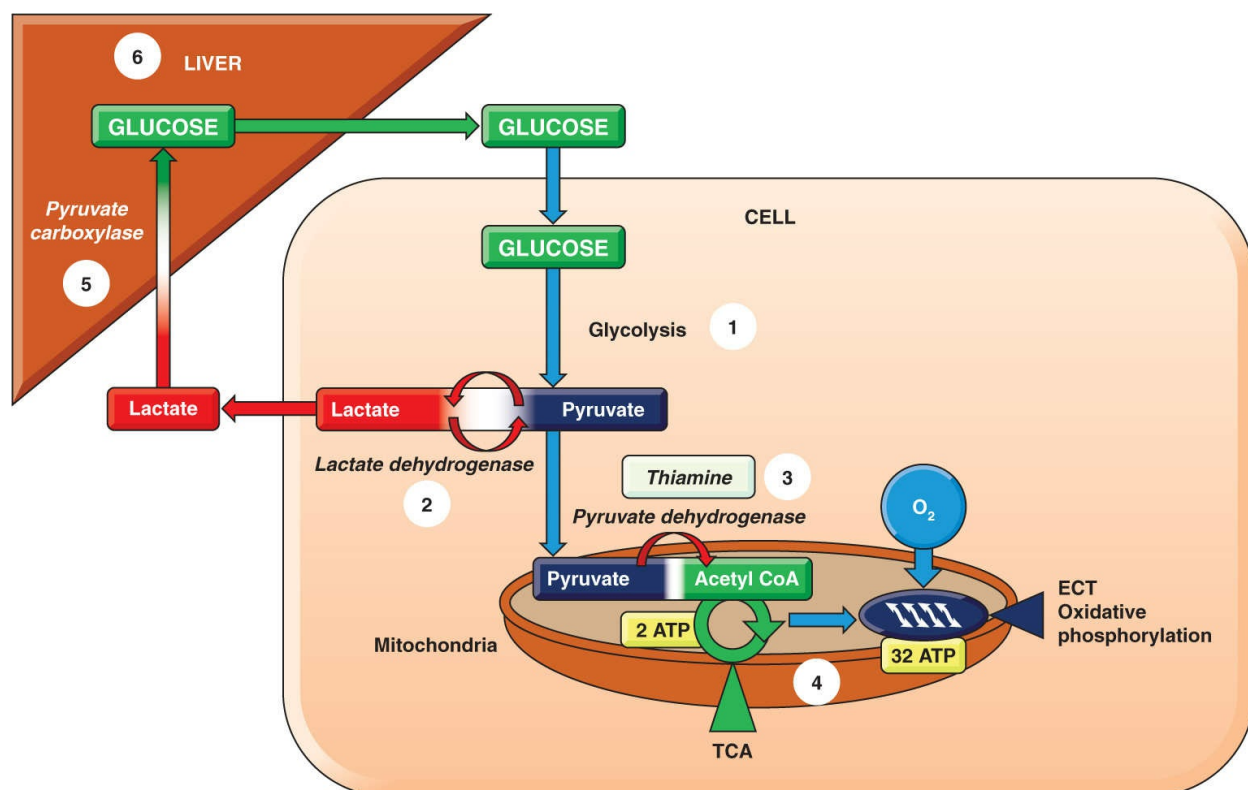 6
LIVER
GLUCOSE
GLUCOSE
Pyruvate
carboxylase
5
CELL
GLUCOSE
Glycolysis
1
Lactate
Lactate
Pyruvate
Lactate dehydrogenase
2
Thiamine
3
Pyruvate dehydrogenase
O₂
Pyruvate
Acetyl CoA
ECT
Oxidative
phosphorylation
2 ATP
Mitochondria
32 ATP
4
TCA